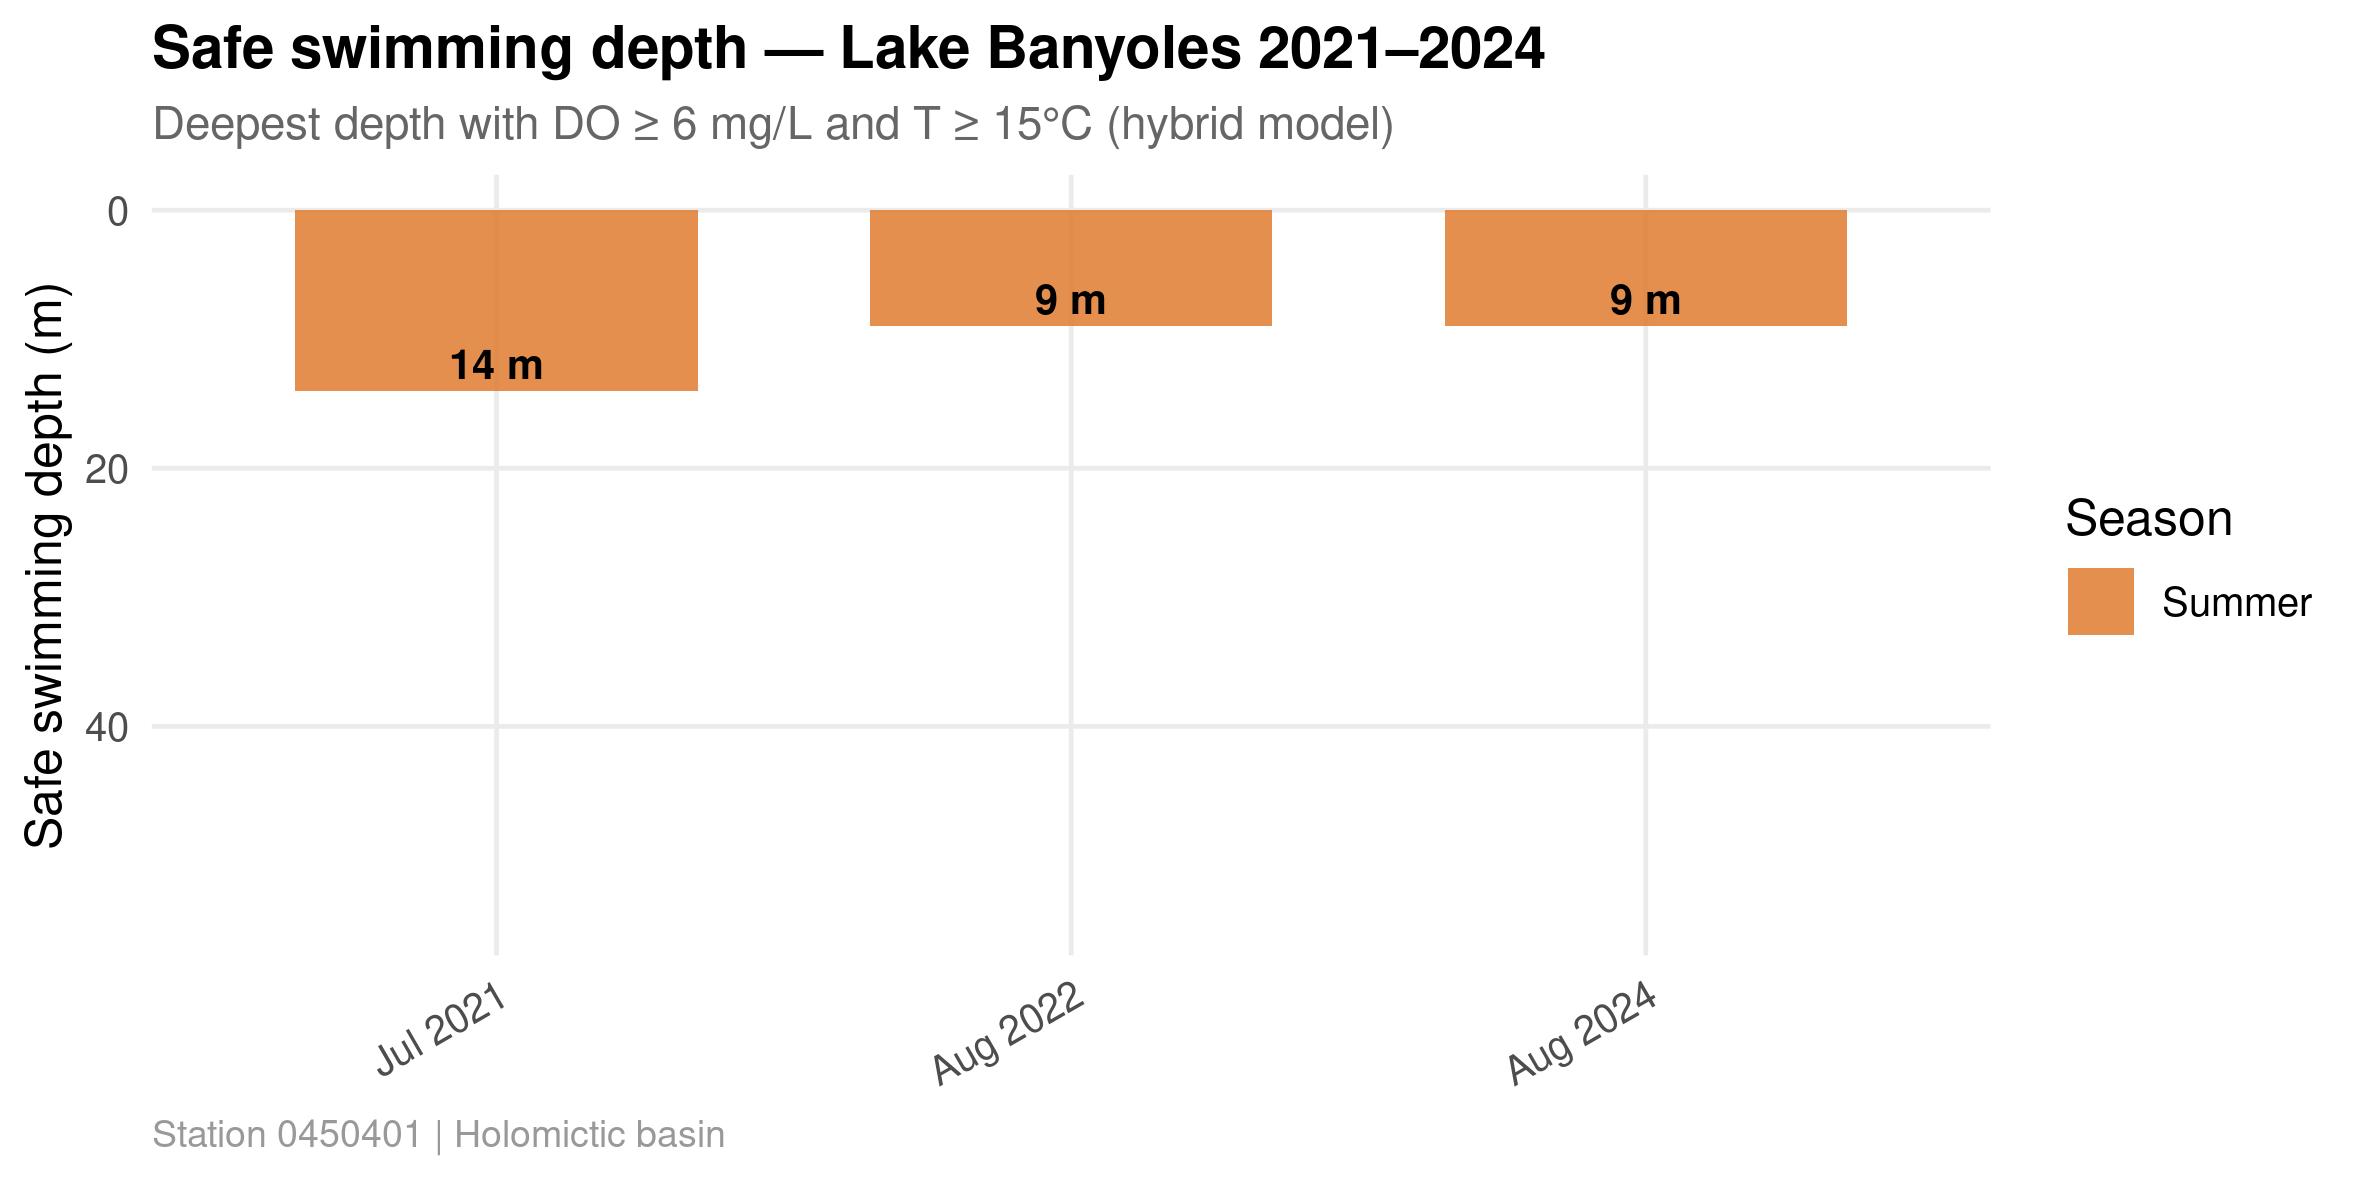 Safe swimming depth — Lake Banyoles 2021–2024
Deepest depth with DO ≥ 6 mg/L and T ≥ 15°C (hybrid model)
Safe swimming depth (m)
0
20
40
14 m
9 m
9 m
Jul 2021
Aug 2022
Aug 2024
Season
Summer
Station 0450401 | Holomictic basin